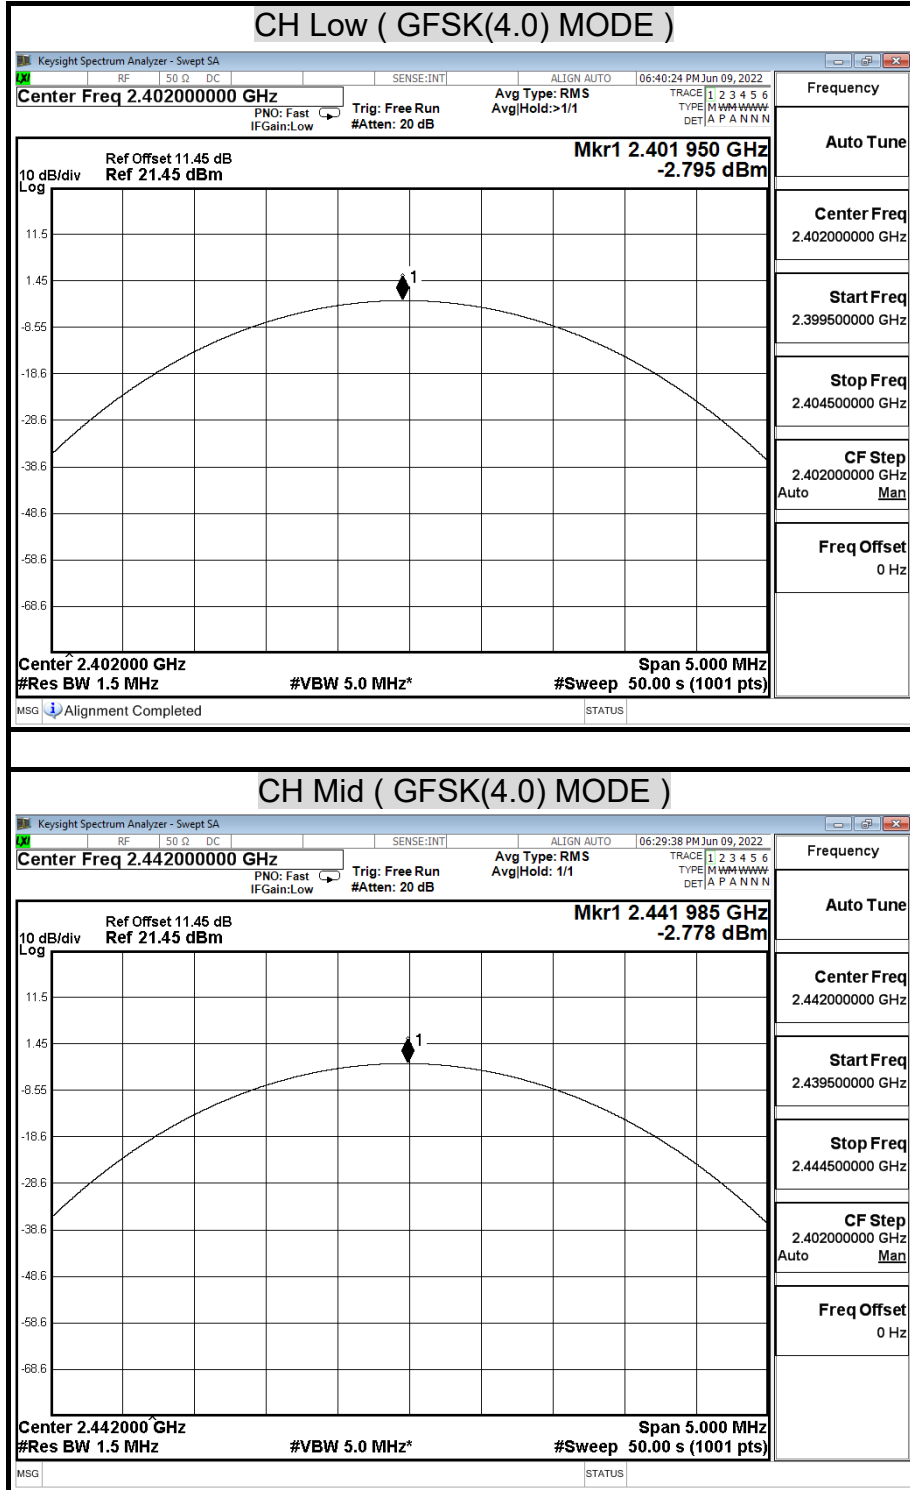 CH Low ( GFSK(4.0) MODE )
Keysight Spectrum Analyzer - Swept SA
LXI RF 50 Ω DC SENSE:INT ALIGN AUTO 06:40:24 PM Jun 09, 2022
Center Freq 2.402000000 GHz
PNO: Fast
IFGain:Low
Trig: Free Run
#Atten: 20 dB
Avg Type: RMS
Avg|Hold:>1/1
TRACE 1 2 3 4 5 6
TYPE M WM WWWW
DET A P A N N N
Frequency
Auto Tune
Center Freq
2.402000000 GHz
Start Freq
2.399500000 GHz
Stop Freq
2.404500000 GHz
CF Step
2.402000000 GHz
Auto Man
Freq Offset
0 Hz
Mkr1 2.401 950 GHz
-2.795 dBm
Ref Offset 11.45 dB
10 dB/div Ref 21.45 dBm
Log
11.5
1.45
-8.55
-18.6
-28.6
-38.6
-48.6
-58.6
-68.6
1
Center 2.402000 GHz Span 5.000 MHz
#Res BW 1.5 MHz #VBW 5.0 MHz* #Sweep 50.00 s (1001 pts)
MSG Alignment Completed STATUS
CH Mid ( GFSK(4.0) MODE )
Keysight Spectrum Analyzer - Swept SA
LXI RF 50 Ω DC SENSE:INT ALIGN AUTO 06:29:38 PM Jun 09, 2022
Center Freq 2.442000000 GHz
PNO: Fast
IFGain:Low
Trig: Free Run
#Atten: 20 dB
Avg Type: RMS
Avg|Hold: 1/1
TRACE 1 2 3 4 5 6
TYPE M WM WWWW
DET A P A N N N
Frequency
Auto Tune
Center Freq
2.442000000 GHz
Start Freq
2.439500000 GHz
Stop Freq
2.444500000 GHz
CF Step
2.402000000 GHz
Auto Man
Freq Offset
0 Hz
Mkr1 2.441 985 GHz
-2.778 dBm
Ref Offset 11.45 dB
10 dB/div Ref 21.45 dBm
Log
11.5
1.45
-8.55
-18.6
-28.6
-38.6
-48.6
-58.6
-68.6
1
Center 2.442000 GHz Span 5.000 MHz
#Res BW 1.5 MHz #VBW 5.0 MHz* #Sweep 50.00 s (1001 pts)
MSG STATUS